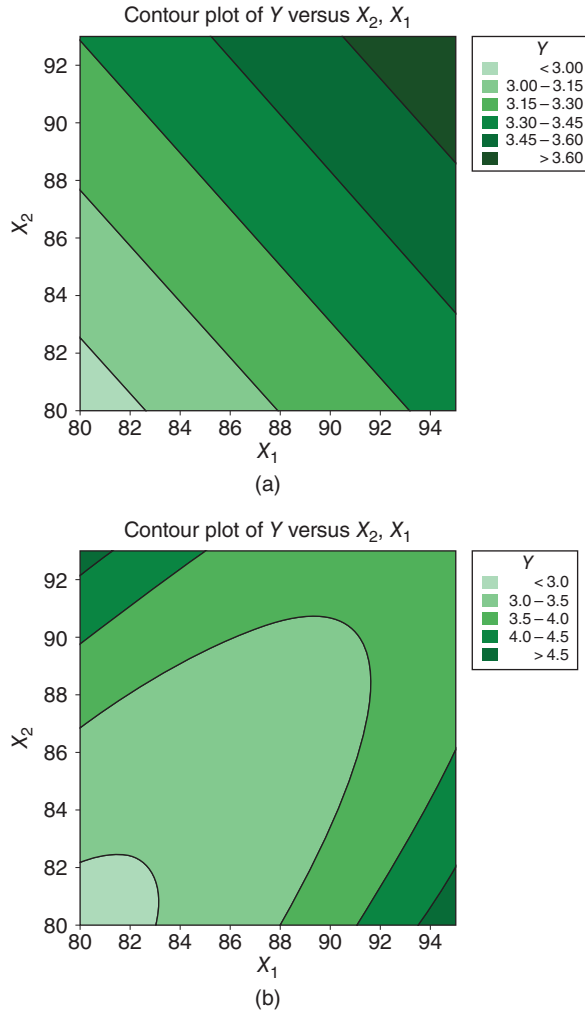 Contour plot of Y versus X₂, X₁
Y
< 3.00
3.00 – 3.15
3.15 – 3.30
3.30 – 3.45
3.45 – 3.60
> 3.60
92
90
88
86
84
82
80
X₂
80 82 84 86 88 90 92 94
X₁
(a)
Contour plot of Y versus X₂, X₁
Y
< 3.0
3.0 – 3.5
3.5 – 4.0
4.0 – 4.5
> 4.5
92
90
88
86
84
82
80
X₂
80 82 84 86 88 90 92 94
X₁
(b)